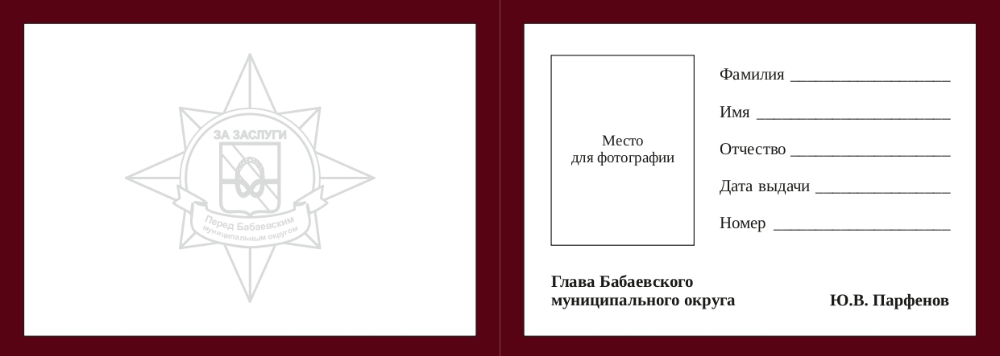 ЗА ЗАСЛУГИ
Перед Бабаевским
муниципальным округом
Место
для фотографии
Фамилия ___________________
Имя _______________________
Отчество ___________________
Дата выдачи ________________
Номер _____________________
Глава Бабаевского
муниципального округа
Ю.В. Парфенов